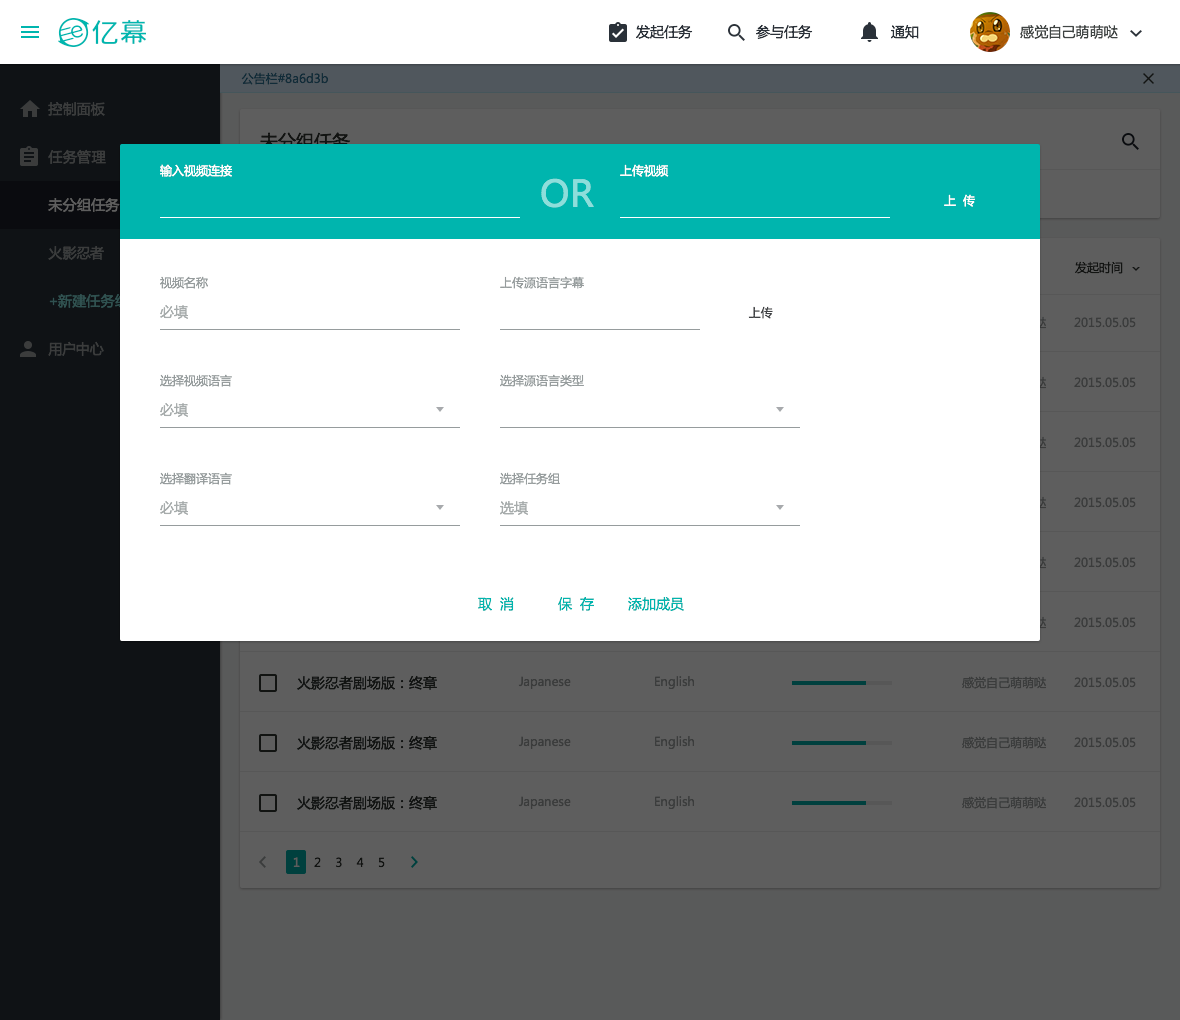 亿幕
发起任务
参与任务
通知
感觉自己萌萌哒
公告栏#8a6d3b
控制面板
任务管理
未分组任务
火影忍者
+新建任务组
用户中心
未分组任务
输入视频连接
OR
上传视频
上 传
视频名称
必填
上传源语言字幕
上传
选择视频语言
必填
选择源语言类型
选择翻译语言
必填
选择任务组
选填
取 消
保 存
添加成员
发起时间
哒 2015.05.05
哒 2015.05.05
哒 2015.05.05
哒 2015.05.05
哒 2015.05.05
哒 2015.05.05
火影忍者剧场版：终章 Japanese English 感觉自己萌萌哒 2015.05.05
火影忍者剧场版：终章 Japanese English 感觉自己萌萌哒 2015.05.05
火影忍者剧场版：终章 Japanese English 感觉自己萌萌哒 2015.05.05
1 2 3 4 5